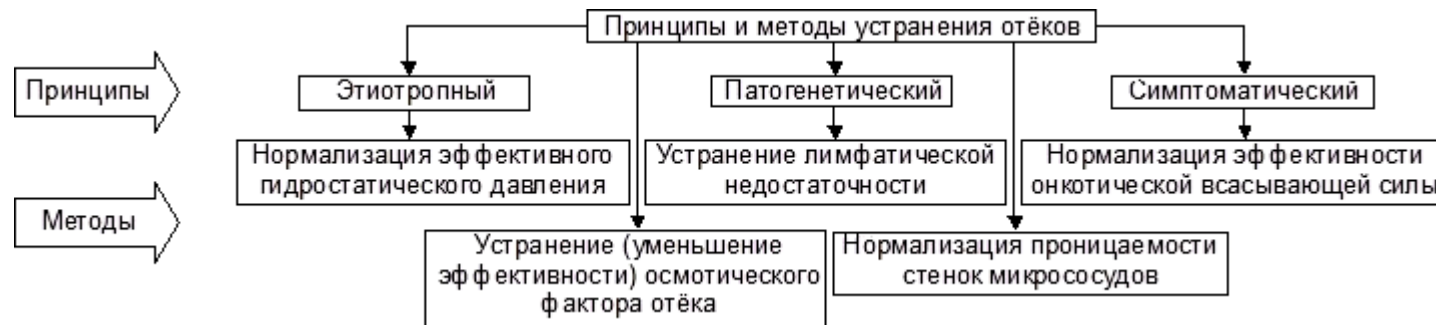 Принципы и методы устранения отёков
Принципы
Этиотропный
Патогенетический
Симптоматический
Нормализация эффективного
гидростатического давления
Устранение лимфатической
недостаточности
Нормализация эффективности
онкотической всасывающей силы
Методы
Устранение (уменьшение
эффективности) осмотического
фактора отёка
Нормализация проницаемости
стенок микрососудов